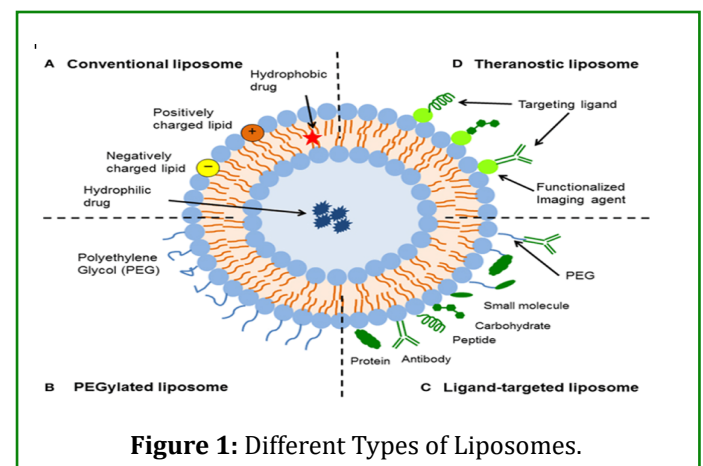 A Conventional liposome
D Theranostic liposome
Hydrophobic
drug
Positively
charged lipid
+
Negatively
charged lipid
−
Hydrophilic
drug
Targeting ligand
Functionalized
Imaging agent
Polyethylene
Glycol (PEG)
PEG
Small molecule
Carbohydrate
Peptide
Protein
Antibody
B PEGylated liposome
C Ligand-targeted liposome
Figure 1: Different Types of Liposomes.